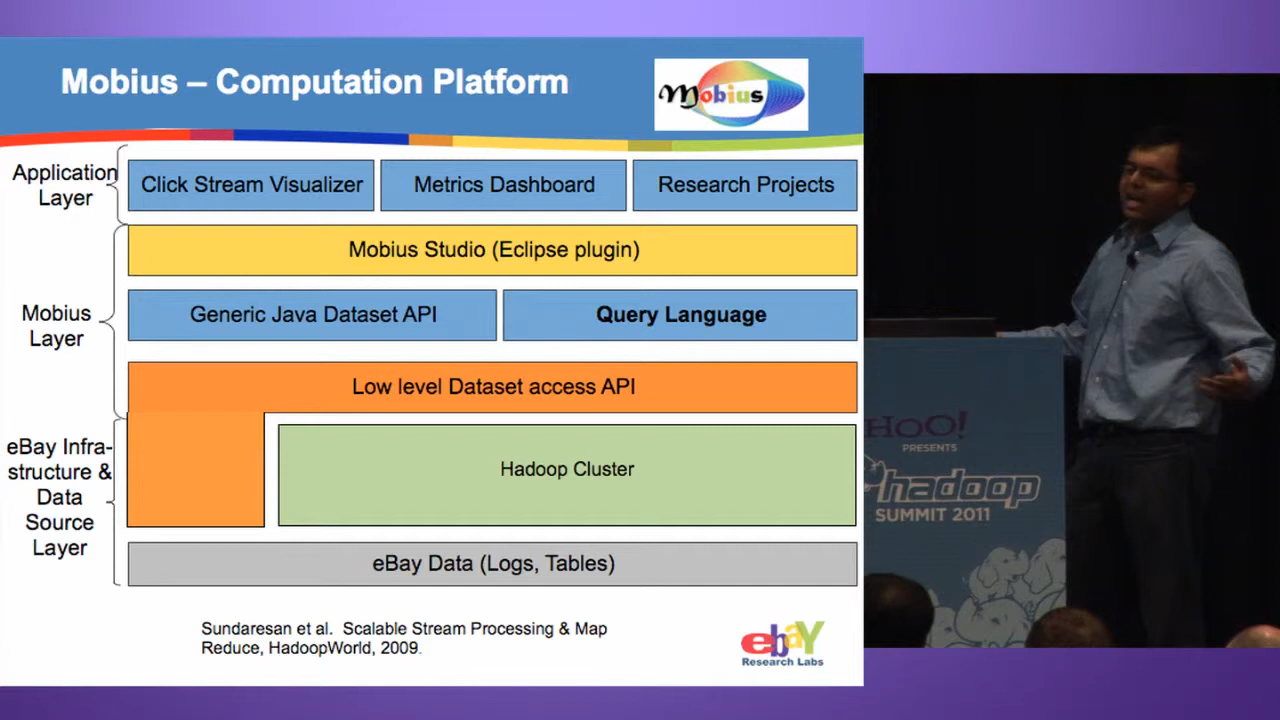 Mobius – Computation Platform
Mobius
Application
Layer
Click Stream Visualizer
Metrics Dashboard
Research Projects
Mobius Studio (Eclipse plugin)
Mobius
Layer
Generic Java Dataset API
Query Language
Low level Dataset access API
eBay Infra-
structure &
Data
Source
Layer
Hadoop Cluster
eBay Data (Logs, Tables)
Sundaresan et al. Scalable Stream Processing & Map
Reduce, HadoopWorld, 2009.
ebaY
Research Labs
HOO!
PRESENTS
hadoop
SUMMIT 2011